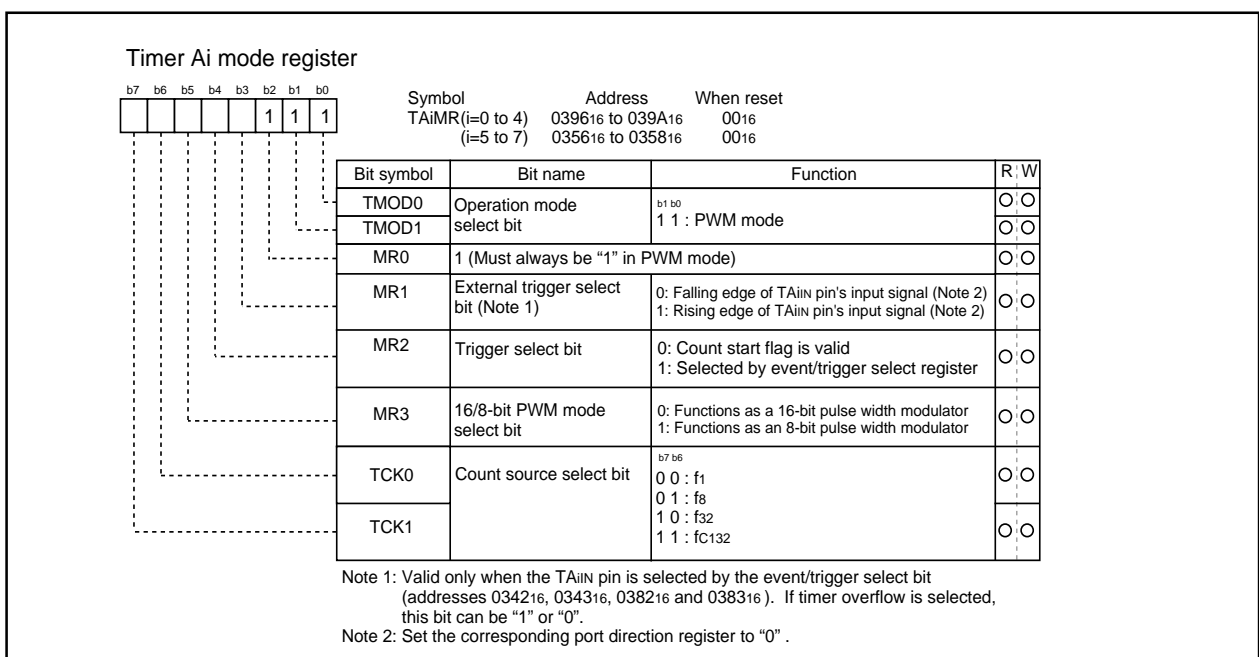 Timer Ai mode register
b7 b6 b5 b4 b3 b2 b1 b0
1 1 1
Symbol Address When reset
TAiMR(i=0 to 4) 039616 to 039A16 0016
(i=5 to 7) 035616 to 035816 0016
Bit symbol Bit name Function R W
TMOD0 Operation mode select bit b1 b0
TMOD1 1 1 : PWM mode
MR0 1 (Must always be “1” in PWM mode)
MR1 External trigger select bit (Note 1) 0: Falling edge of TAiIN pin's input signal (Note 2)
1: Rising edge of TAiIN pin's input signal (Note 2)
MR2 Trigger select bit 0: Count start flag is valid
1: Selected by event/trigger select register
MR3 16/8-bit PWM mode select bit 0: Functions as a 16-bit pulse width modulator
1: Functions as an 8-bit pulse width modulator
b7 b6
TCK0 Count source select bit 0 0 : f1
0 1 : f8
TCK1 1 0 : f32
1 1 : fC132
Note 1: Valid only when the TAiIN pin is selected by the event/trigger select bit
(addresses 034216, 034316, 038216 and 038316 ). If timer overflow is selected,
this bit can be “1” or “0”.
Note 2: Set the corresponding port direction register to “0” .